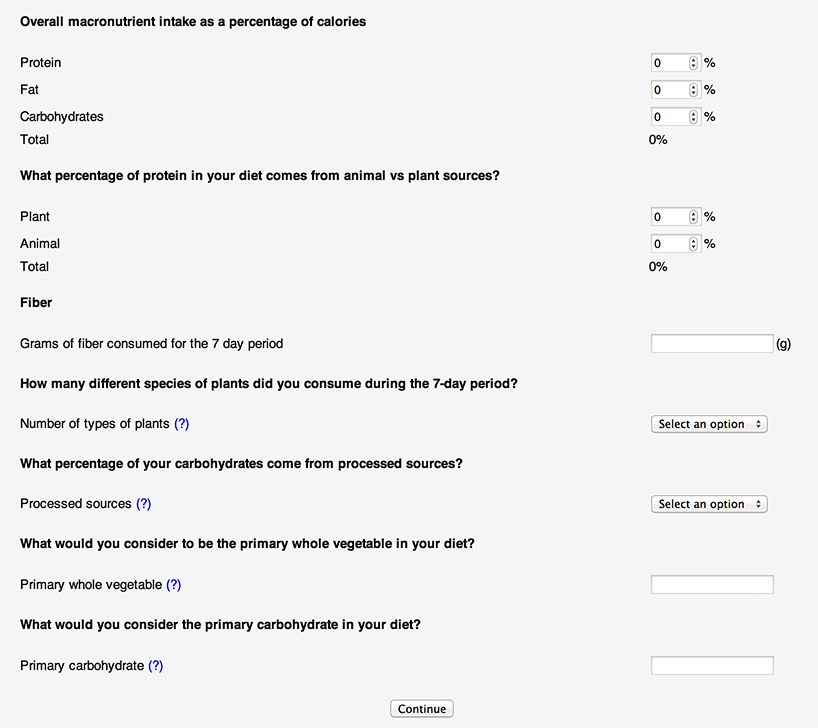 Overall macronutrient intake as a percentage of calories
Protein 0 %
Fat 0 %
Carbohydrates 0 %
Total 0%
What percentage of protein in your diet comes from animal vs plant sources?
Plant 0 %
Animal 0 %
Total 0%
Fiber
Grams of fiber consumed for the 7 day period (g)
How many different species of plants did you consume during the 7-day period?
Number of types of plants (?) Select an option
What percentage of your carbohydrates come from processed sources?
Processed sources (?) Select an option
What would you consider to be the primary whole vegetable in your diet?
Primary whole vegetable (?)
What would you consider the primary carbohydrate in your diet?
Primary carbohydrate (?)
Continue